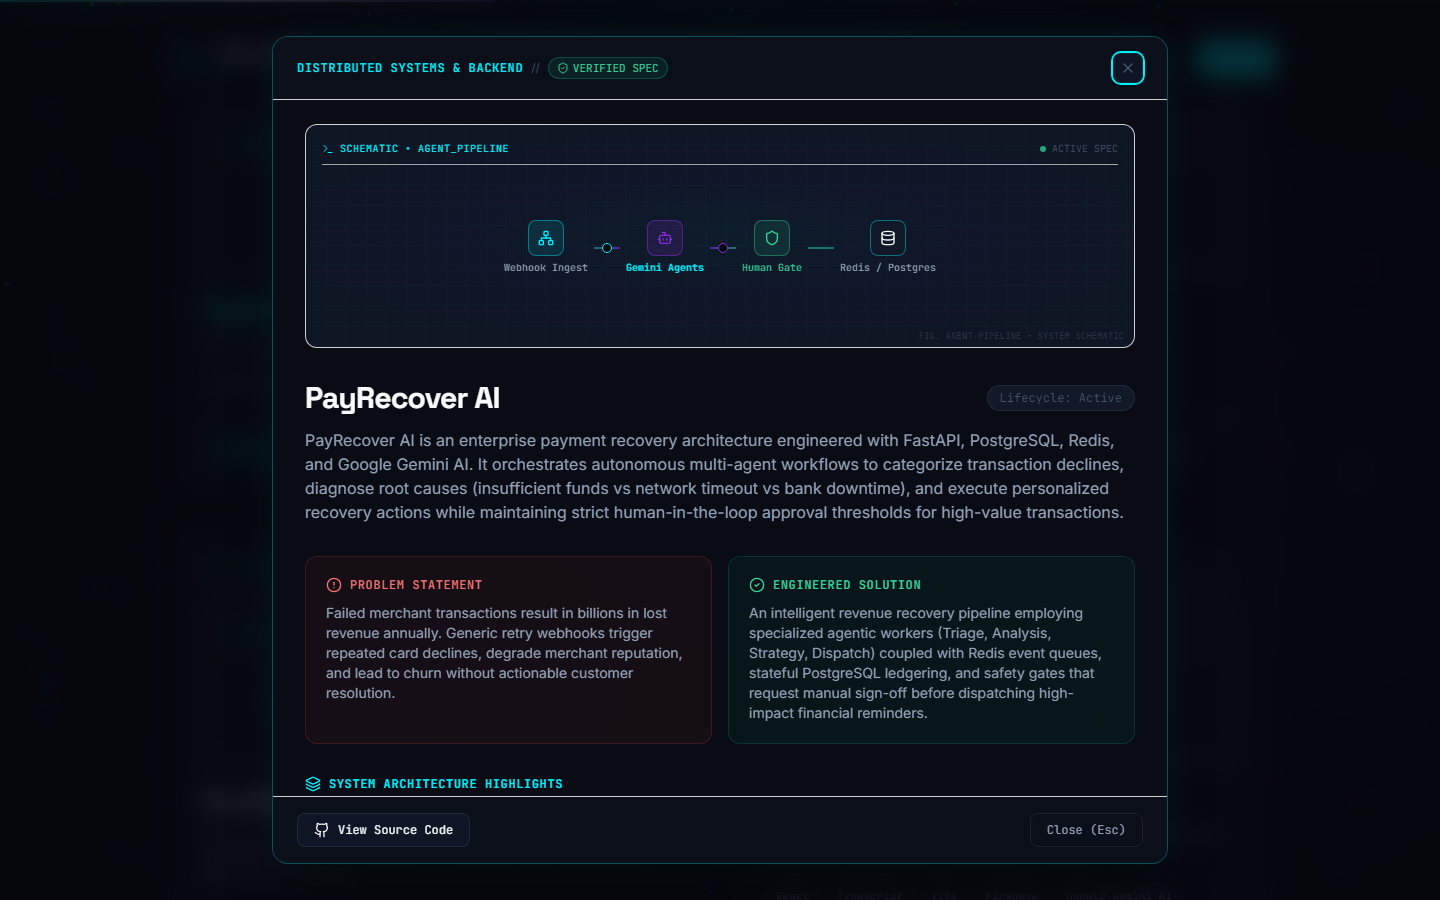 DISTRIBUTED SYSTEMS & BACKEND // VERIFIED SPEC
SCHEMATIC • AGENT_PIPELINE
ACTIVE SPEC
Webhook Ingest
Gemini Agents
Human Gate
Redis / Postgres
FIG. AGENT-PIPELINE • SYSTEM SCHEMATIC
PayRecover AI
Lifecycle: Active
PayRecover AI is an enterprise payment recovery architecture engineered with FastAPI, PostgreSQL, Redis,
and Google Gemini AI. It orchestrates autonomous multi-agent workflows to categorize transaction declines,
diagnose root causes (insufficient funds vs network timeout vs bank downtime), and execute personalized
recovery actions while maintaining strict human-in-the-loop approval thresholds for high-value transactions.
PROBLEM STATEMENT
Failed merchant transactions result in billions in lost
revenue annually. Generic retry webhooks trigger
repeated card declines, degrade merchant reputation,
and lead to churn without actionable customer
resolution.
ENGINEERED SOLUTION
An intelligent revenue recovery pipeline employing
specialized agentic workers (Triage, Analysis,
Strategy, Dispatch) coupled with Redis event queues,
stateful PostgreSQL ledgering, and safety gates that
request manual sign-off before dispatching high-
impact financial reminders.
SYSTEM ARCHITECTURE HIGHLIGHTS
View Source Code
Close (Esc)